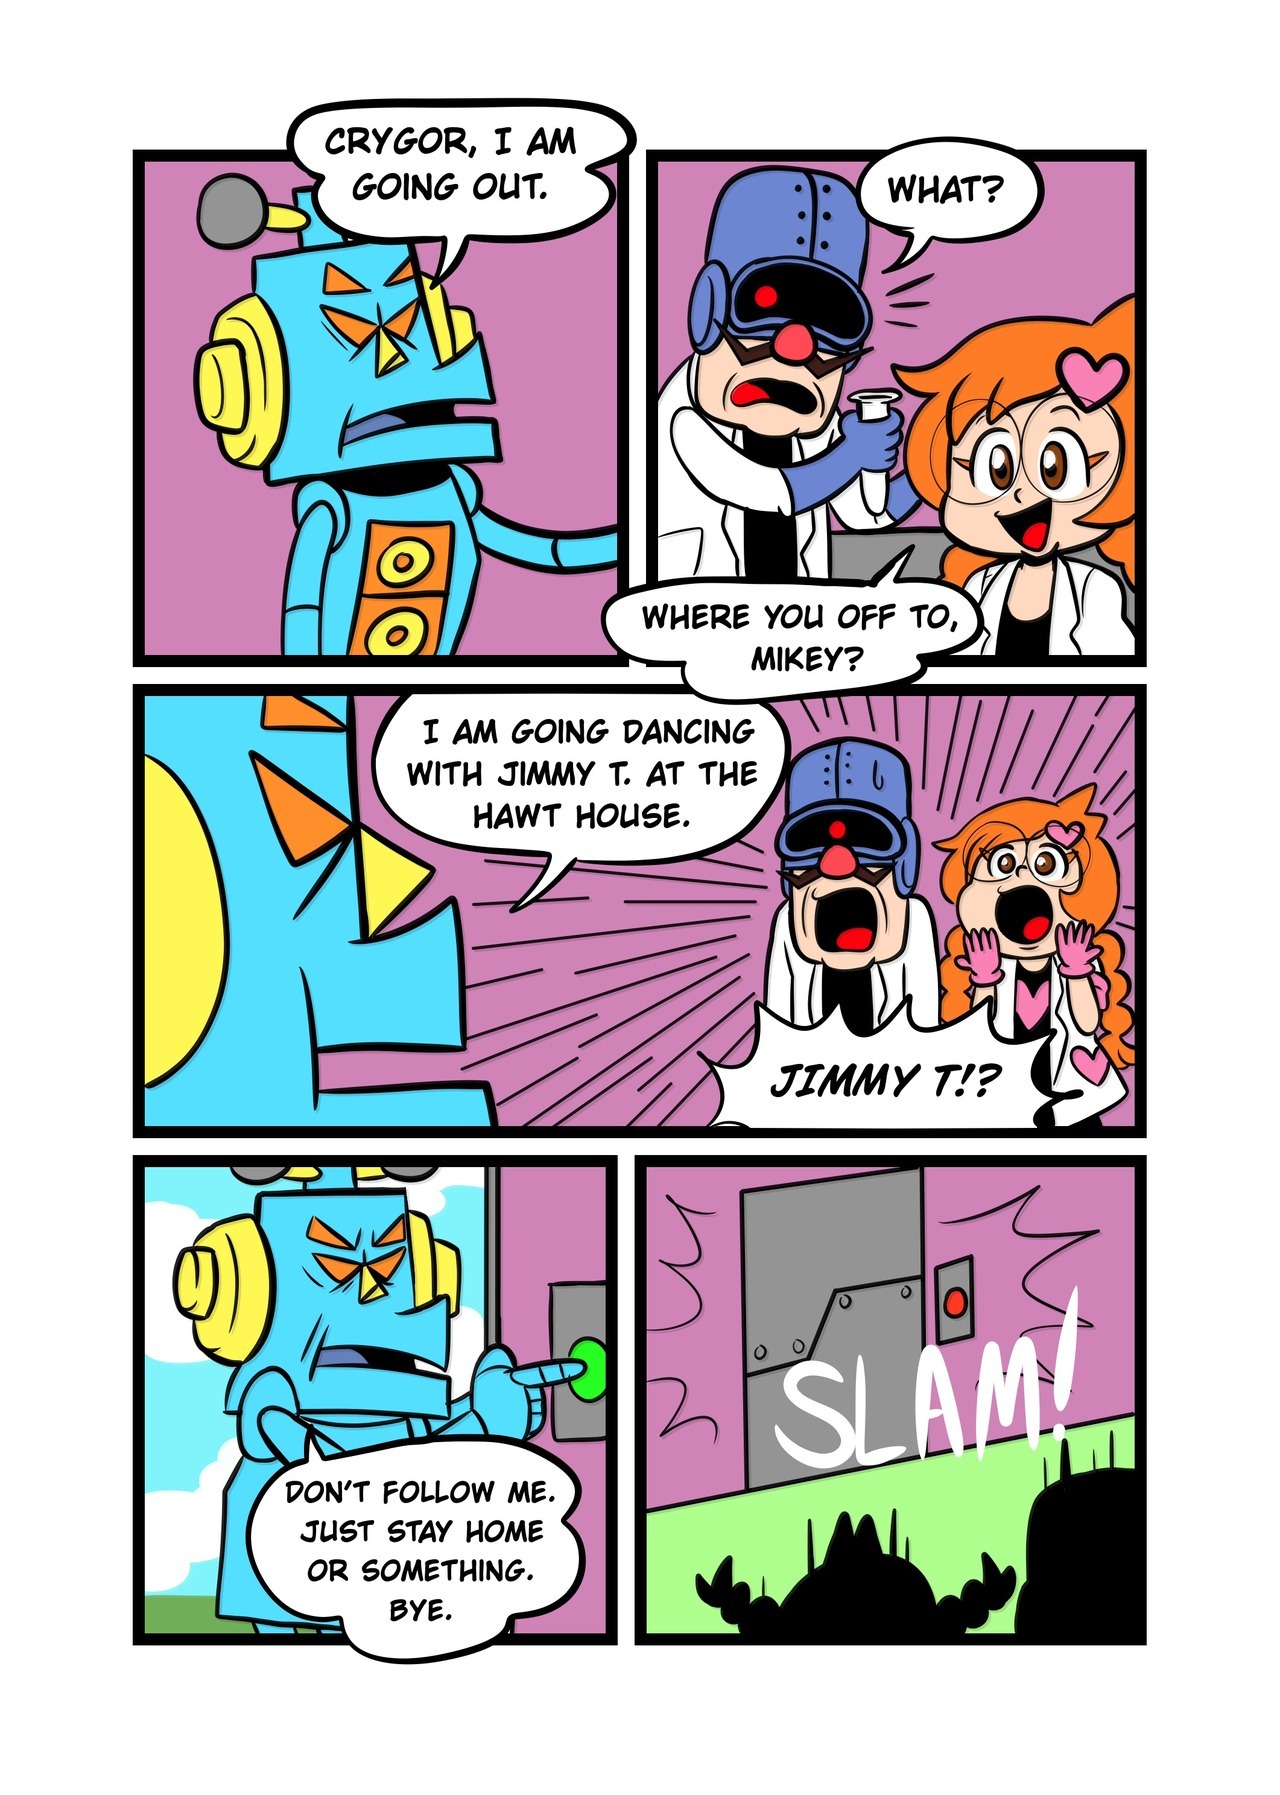 CRYGOR, I AM
GOING OUT.
WHAT?
WHERE YOU OFF TO,
MIKEY?
I AM GOING DANCING
WITH JIMMY T. AT THE
HAWT HOUSE.
JIMMY T!?
DON'T FOLLOW ME.
JUST STAY HOME
OR SOMETHING.
BYE.
SLAM!